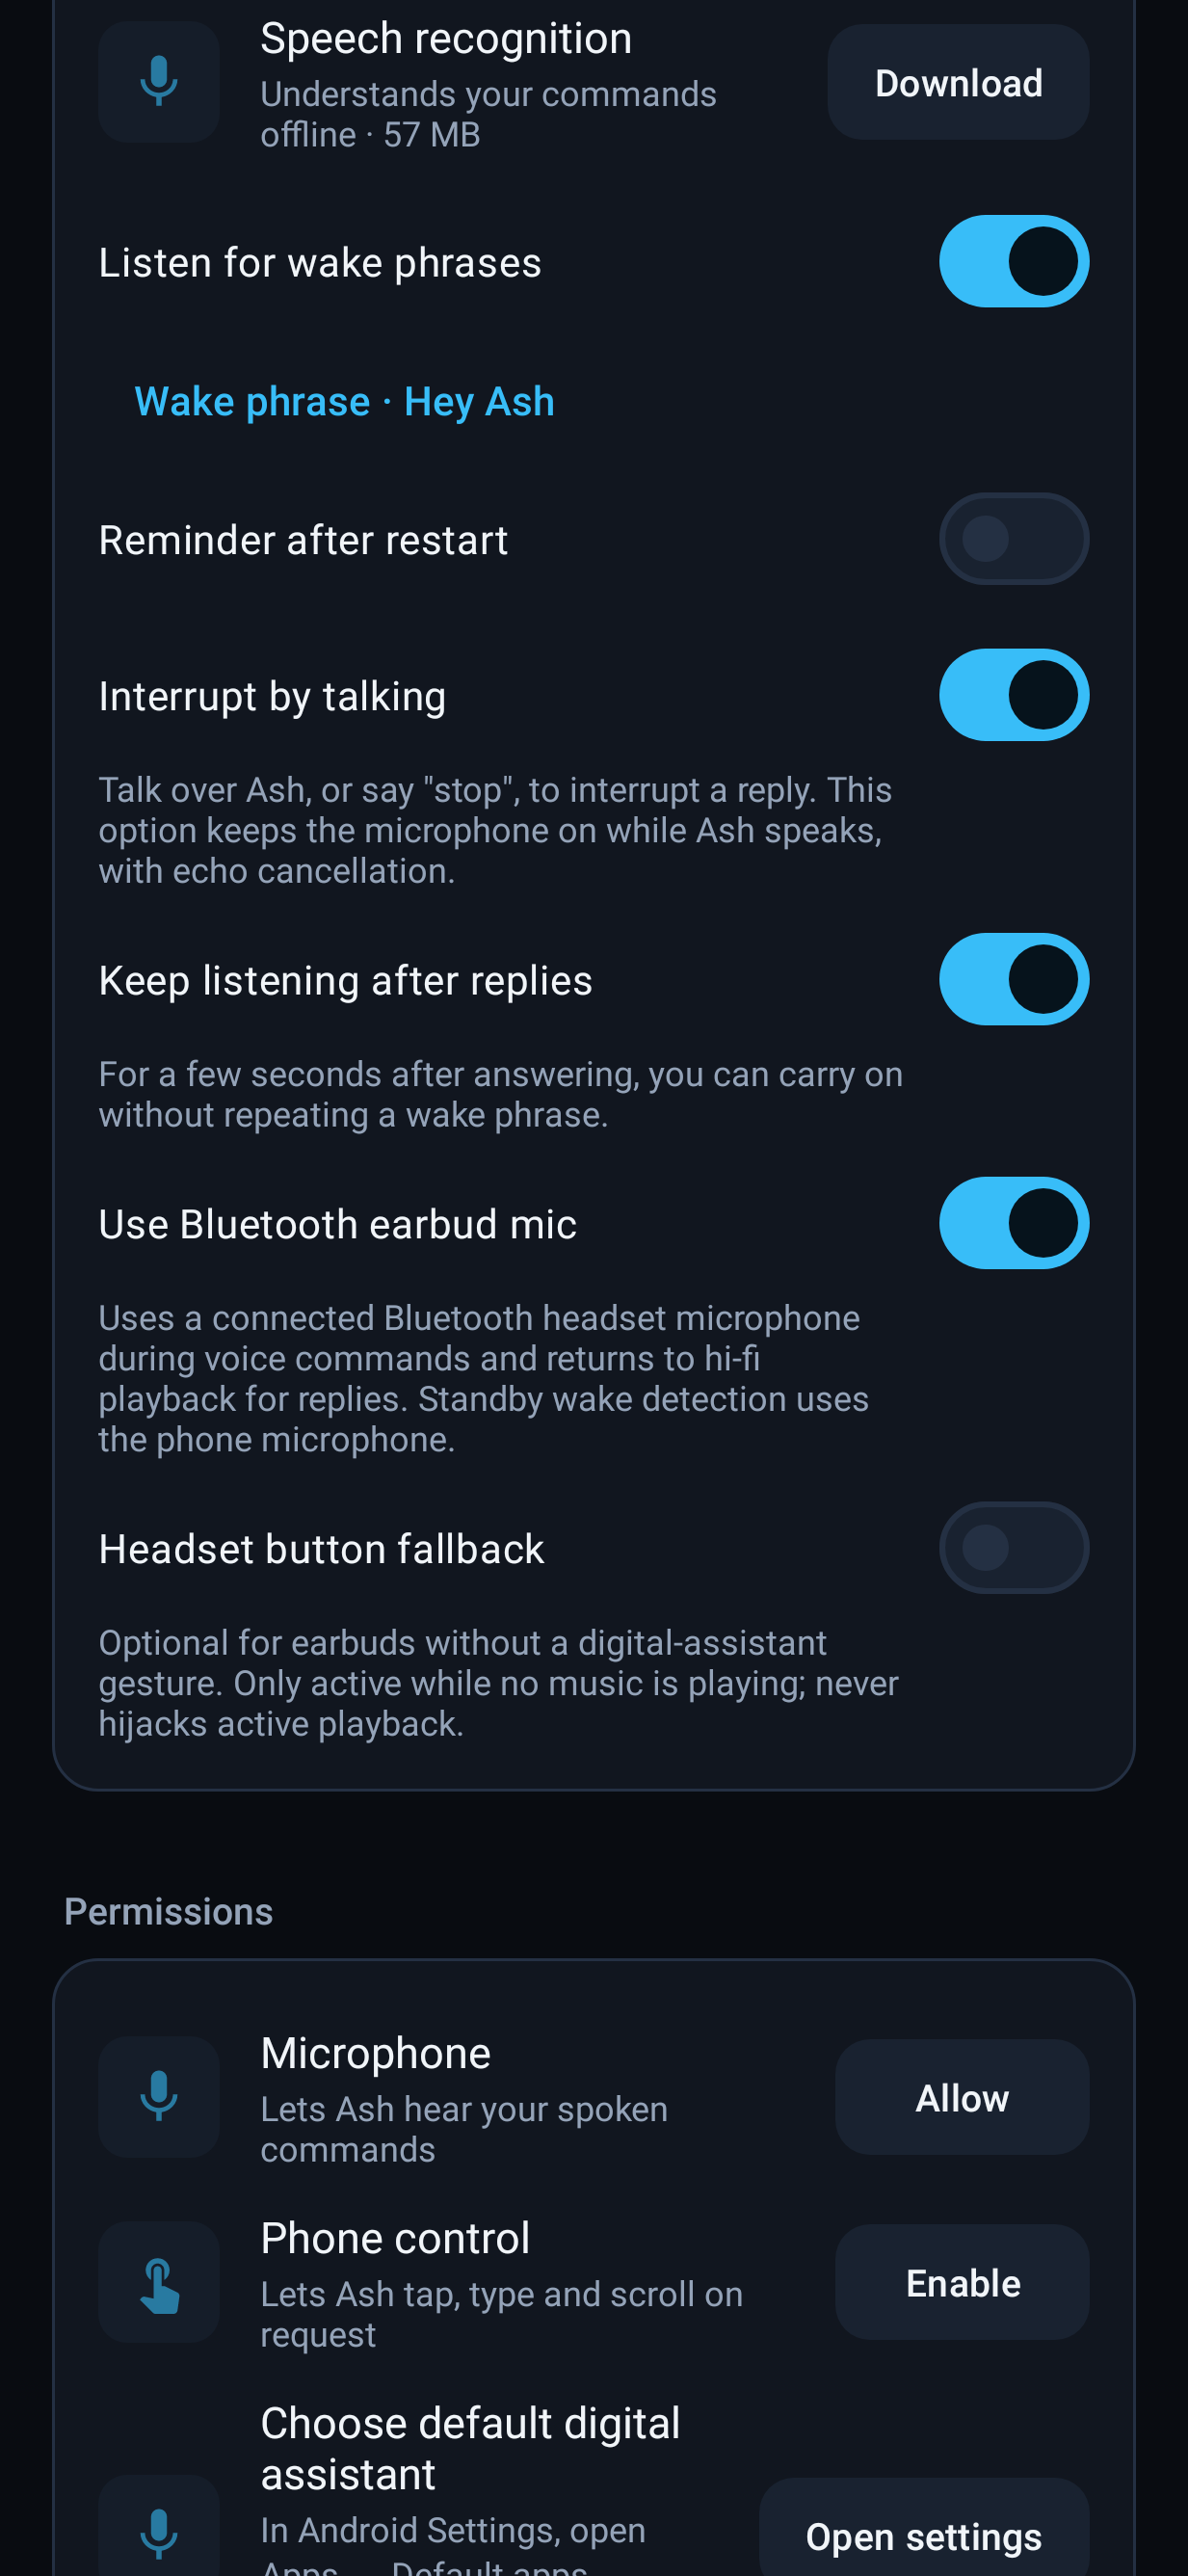 Speech recognition
Understands your commands
offline · 57 MB
Download
Listen for wake phrases
Wake phrase · Hey Ash
Reminder after restart
Interrupt by talking
Talk over Ash, or say "stop", to interrupt a reply. This
option keeps the microphone on while Ash speaks,
with echo cancellation.
Keep listening after replies
For a few seconds after answering, you can carry on
without repeating a wake phrase.
Use Bluetooth earbud mic
Uses a connected Bluetooth headset microphone
during voice commands and returns to hi-fi
playback for replies. Standby wake detection uses
the phone microphone.
Headset button fallback
Optional for earbuds without a digital-assistant
gesture. Only active while no music is playing; never
hijacks active playback.
Permissions
Microphone
Lets Ash hear your spoken
commands
Allow
Phone control
Lets Ash tap, type and scroll on
request
Enable
Choose default digital
assistant
In Android Settings, open
Apps
Default apps
Open settings